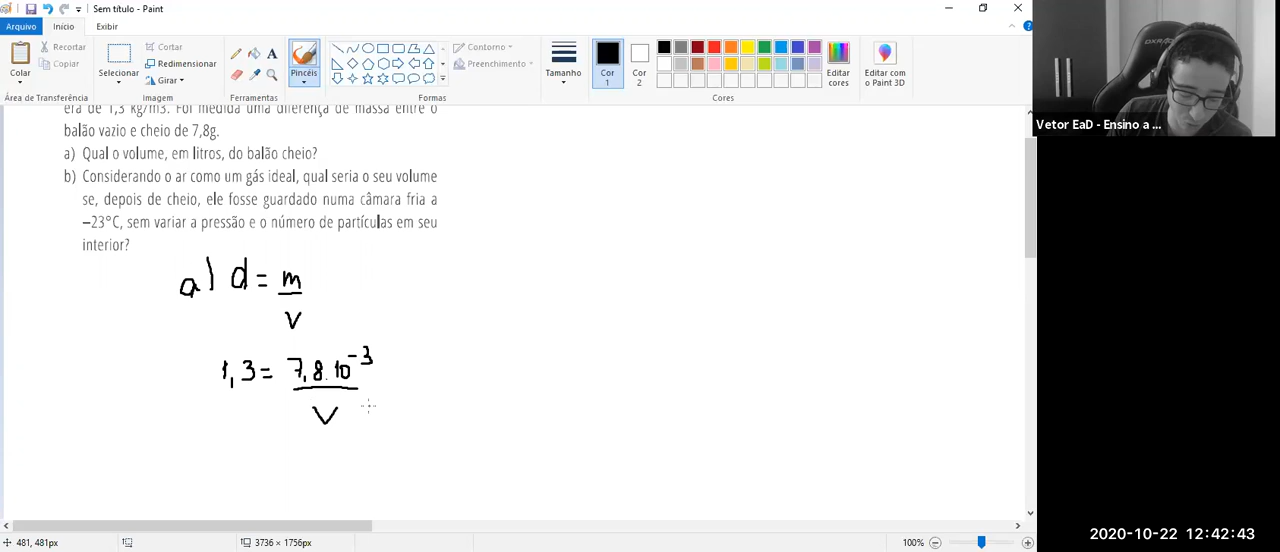 Sem título - Paint
Arquivo
Início
Exibir
Colar
Recortar
Copiar
Área de Transferência
Selecionar
Cortar
Redimensionar
Girar
Imagem
A
Ferramentas
Pincéis
Contorno
Preenchimento
Formas
Tamanho
Cor 1
Cor 2
Editar cores
Editar com o Paint 3D
Cores
Vetor EaD - Ensino a ...
era de 1,3 kg/m3. Foi medida uma diferença de massa entre o
balão vazio e cheio de 7,8g.
a) Qual o volume, em litros, do balão cheio?
b) Considerando o ar como um gás ideal, qual seria o seu volume
se, depois de cheio, ele fosse guardado numa câmara fria a
–23°C, sem variar a pressão e o número de partículas em seu
interior?
a) d = m
V
1,3 = 7,8.10⁻³
V
481, 481px
3736 × 1756px
100%
2020-10-22 12:42:43